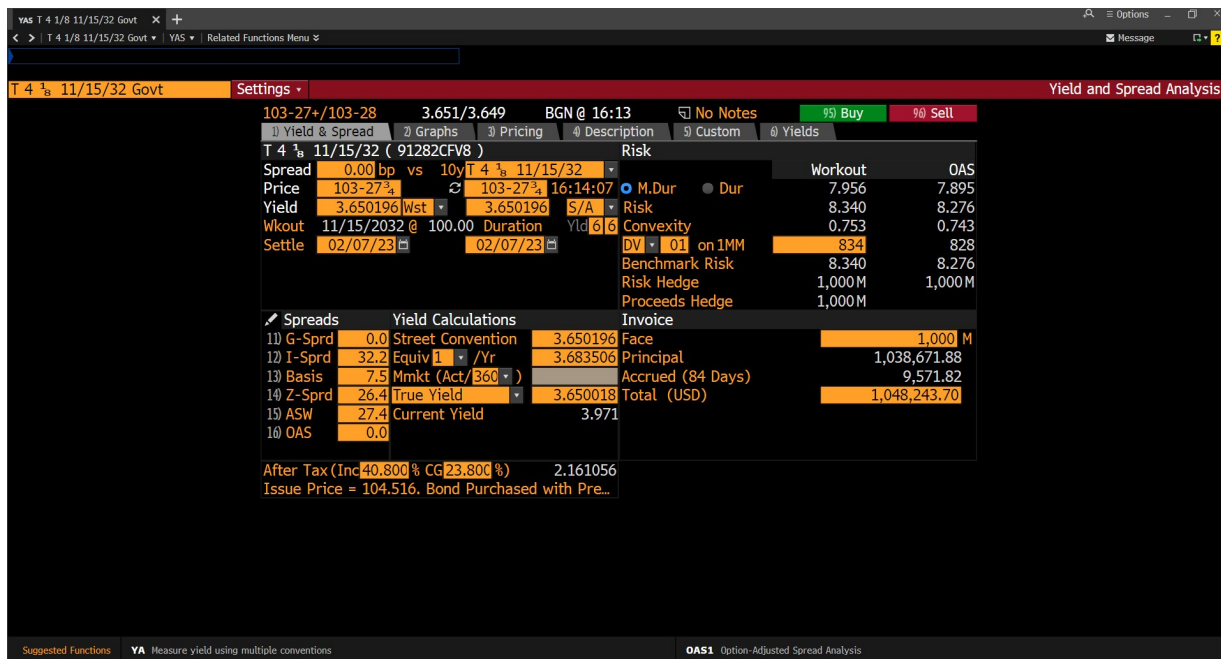 YAS T 4 1/8 11/15/32 Govt × +
Options
< > T 4 1/8 11/15/32 Govt YAS Related Functions Menu
Message ?
T 4 ⅛ 11/15/32 Govt Settings Yield and Spread Analysis
103-27+/103-28 3.651/3.649 BGN @ 16:13 No Notes 95) Buy 96) Sell
1) Yield & Spread 2) Graphs 3) Pricing 4) Description 5) Custom 6) Yields
T 4 ⅛ 11/15/32 ( 91282CFV8 ) Risk
Spread 0.00 bp vs 10y T 4 ⅛ 11/15/32 Workout OAS
Price 103-27¾ 103-27¾ 16:14:07 M.Dur Dur 7.956 7.895
Yield 3.650196 Wst 3.650196 S/A Risk 8.340 8.276
Wkout 11/15/2032 @ 100.00 Duration Yld 6 6 Convexity 0.753 0.743
Settle 02/07/23 02/07/23 DV 01 on 1MM 834 828
Benchmark Risk 8.340 8.276
Risk Hedge 1,000 M 1,000 M
Proceeds Hedge 1,000 M
Spreads Yield Calculations Invoice
11) G-Sprd 0.0 Street Convention 3.650196 Face 1,000 M
12) I-Sprd 32.2 Equiv 1 /Yr 3.683506 Principal 1,038,671.88
13) Basis 7.5 Mmkt (Act/ 360 ) Accrued (84 Days) 9,571.82
14) Z-Sprd 26.4 True Yield 3.650018 Total (USD) 1,048,243.70
15) ASW 27.4 Current Yield 3.971
16) OAS 0.0
After Tax (Inc 40.800 % CG 23.800 %) 2.161056
Issue Price = 104.516. Bond Purchased with Pre...
Suggested Functions YA Measure yield using multiple conventions OAS1 Option-Adjusted Spread Analysis